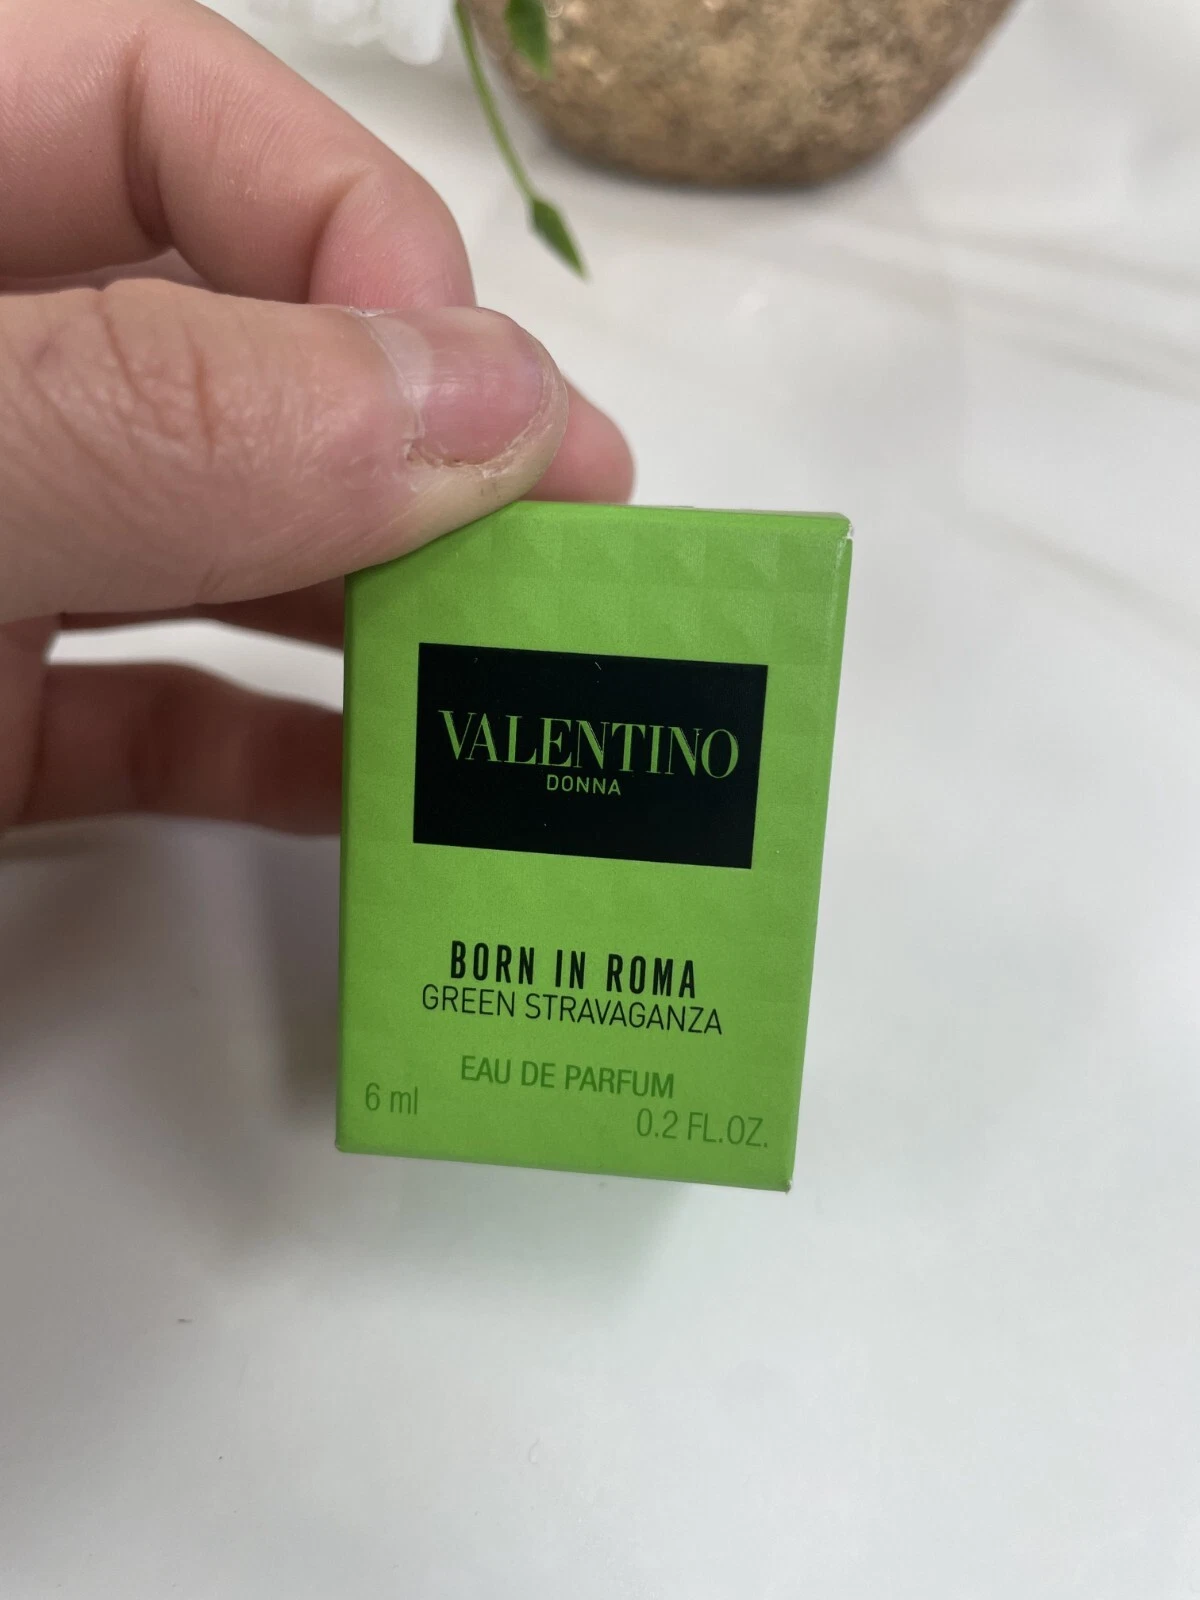 VALENTINO
DONNA
BORN IN ROMA
GREEN STRAVAGANZA
EAU DE PARFUM
6 ml
0.2 FL.OZ.